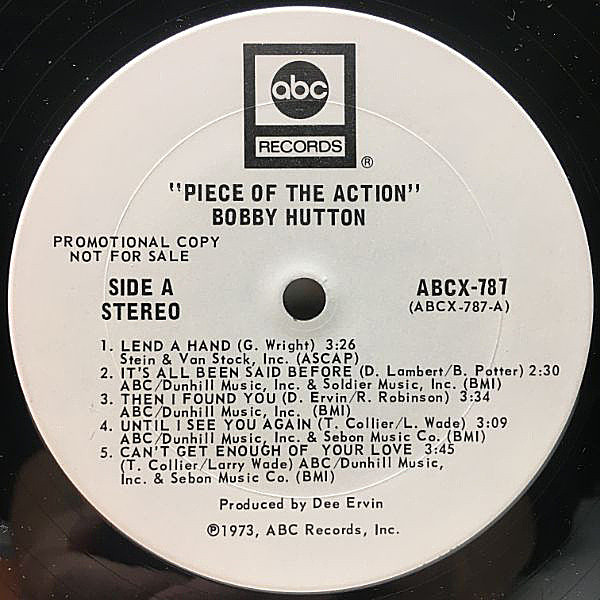 abc
RECORDS
®
"PIECE OF THE ACTION"
BOBBY HUTTON
PROMOTIONAL COPY
NOT FOR SALE
SIDE A
STEREO
ABCX-787
(ABCX-787-A)
1. LEND A HAND (G. Wright) 3:26
Stein & Van Stock, Inc. (ASCAP)
2. IT'S ALL BEEN SAID BEFORE (D. Lambert/B. Potter) 2:30
ABC/Dunhill Music, Inc. & Soldier Music, Inc. (BMI)
3. THEN I FOUND YOU (D. Ervin/R. Robinson) 3:34
ABC/Dunhill Music, Inc. (BMI)
4. UNTIL I SEE YOU AGAIN (T. Collier/L. Wade) 3:09
ABC/Dunhill Music, Inc. & Sebon Music Co. (BMI)
5. CAN'T GET ENOUGH OF YOUR LOVE 3:45
(T. Collier/Larry Wade) ABC/Dunhill Music,
Inc. & Sebon Music Co. (BMI)
Produced by Dee Ervin
℗1973, ABC Records, Inc.